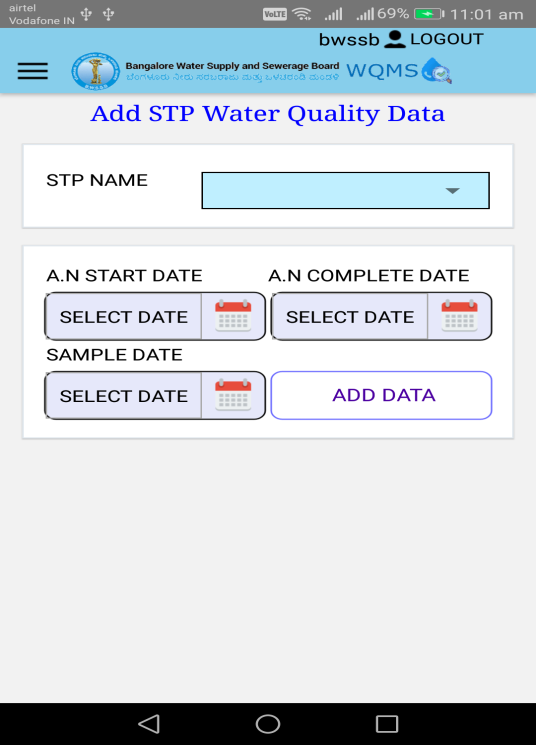 airtel
Vodafone IN
VoLTE 69% 11:01 am
bwssb LOGOUT
Bangalore Water Supply and Sewerage Board WQMS
ಬೆಂಗಳೂರು ನೀರು ಸರಬರಾಜು ಮತ್ತು ಒಳಚರಂಡಿ ಮಂಡಳಿ
Add STP Water Quality Data
STP NAME
A.N START DATE A.N COMPLETE DATE
SELECT DATE SELECT DATE
SAMPLE DATE
SELECT DATE ADD DATA